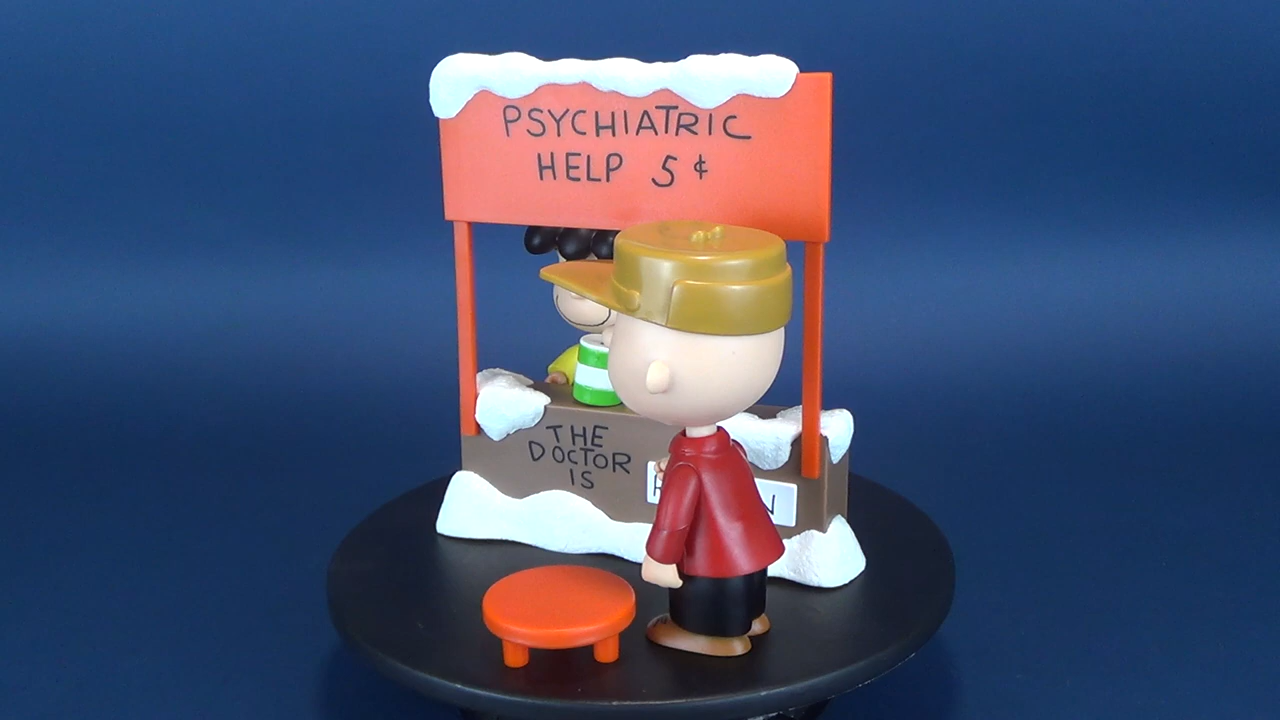 PSYCHIATRIC
HELP 5¢
THE
DOCTOR
IS